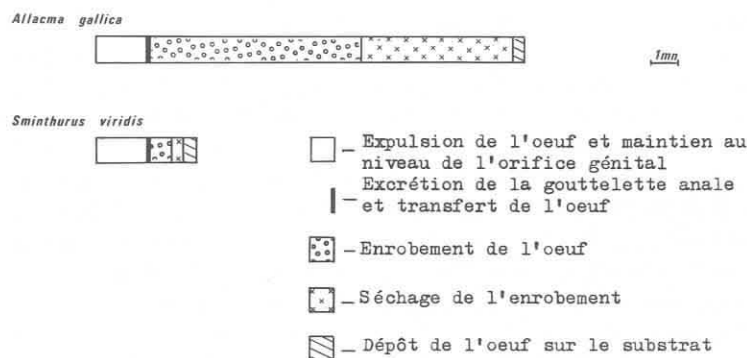 Allacma gallica
1mn
Sminthurus viridis
– Expulsion de l'oeuf et maintien au
niveau de l'orifice génital
Excrétion de la gouttelette anale
– et transfert de l'oeuf
– Enrobement de l'oeuf
– Séchage de l'enrobement
– Dépôt de l'oeuf sur le substrat